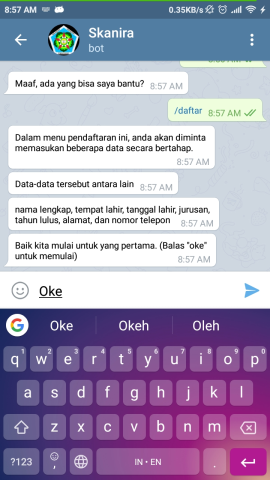 8:57 AM 0.35KB/s
Skanira
bot
8:57 AM
Maaf, ada yang bisa saya bantu? 8:57 AM
/daftar 8:57 AM
Dalam menu pendaftaran ini, anda akan diminta
memasukan beberapa data secara bertahap.
8:57 AM
Data-data tersebut antara lain 8:57 AM
nama lengkap, tempat lahir, tanggal lahir, jurusan,
tahun lulus, alamat, dan nomor telepon 8:57 AM
Baik kita mulai untuk yang pertama. (Balas "oke"
untuk memulai) 8:57 AM
Oke
G Oke Okeh Oleh
q w e r t y u i o p
1 2 3 4 5 6 7 8 9 0
a s d f g h j k l
z x c v b n m
?123 , IN • EN .